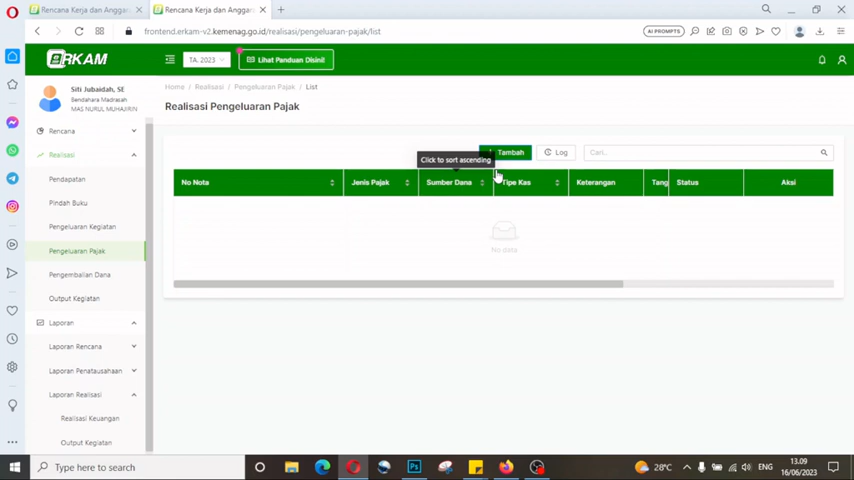 Rencana Kerja dan Anggar
Rencana Kerja dan Anggar
frontend.erkam-v2.kemenag.go.id/realisasi/pengeluaran-pajak/list
AI PROMPTS
ERKAM
TA. 2023
Lihat Panduan Disini!
Siti Jubaidah, SE
Bendahara Madrasah
MAS NURUL MUHAJIRIN
Home / Realisasi / Pengeluaran Pajak / List
Realisasi Pengeluaran Pajak
Rencana
Realisasi
Pendapatan
Pindah Buku
Pengeluaran Kegiatan
Pengeluaran Pajak
Pengembalian Dana
Output Kegiatan
Laporan
Laporan Rencana
Laporan Penatausahaan
Laporan Realisasi
Realisasi Keuangan
Output Kegiatan
Click to sort ascending
Tambah
Log
Cari...
No Nota
Jenis Pajak
Sumber Dana
Tipe Kas
Keterangan
Tang
Status
Aksi
No data
Type here to search
Ps
28°C
ENG
13.09
16/06/2023